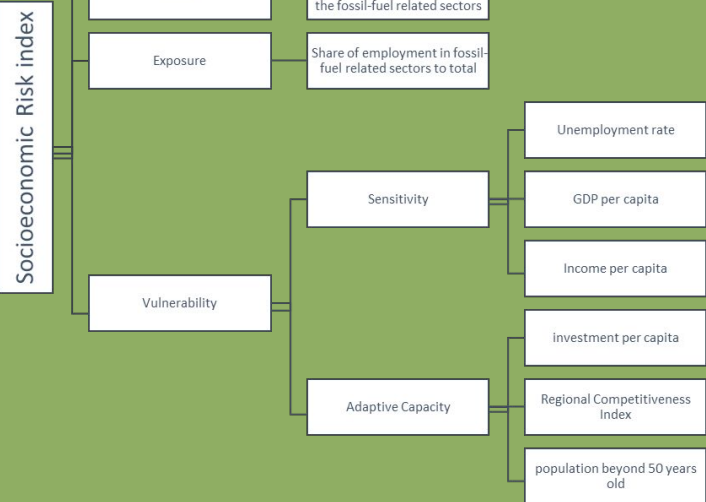 Socioeconomic Risk index
the fossil-fuel related sectors
Exposure
Share of employment in fossil-
fuel related sectors to total
Vulnerability
Sensitivity
Unemployment rate
GDP per capita
Income per capita
Adaptive Capacity
investment per capita
Regional Competitiveness
Index
population beyond 50 years
old